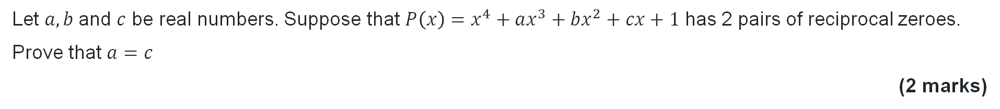 Let a, b and c be real numbers. Suppose that P(x) = x⁴ + ax³ + bx² + cx + 1 has 2 pairs of reciprocal zeroes.
Prove that a = c
(2 marks)